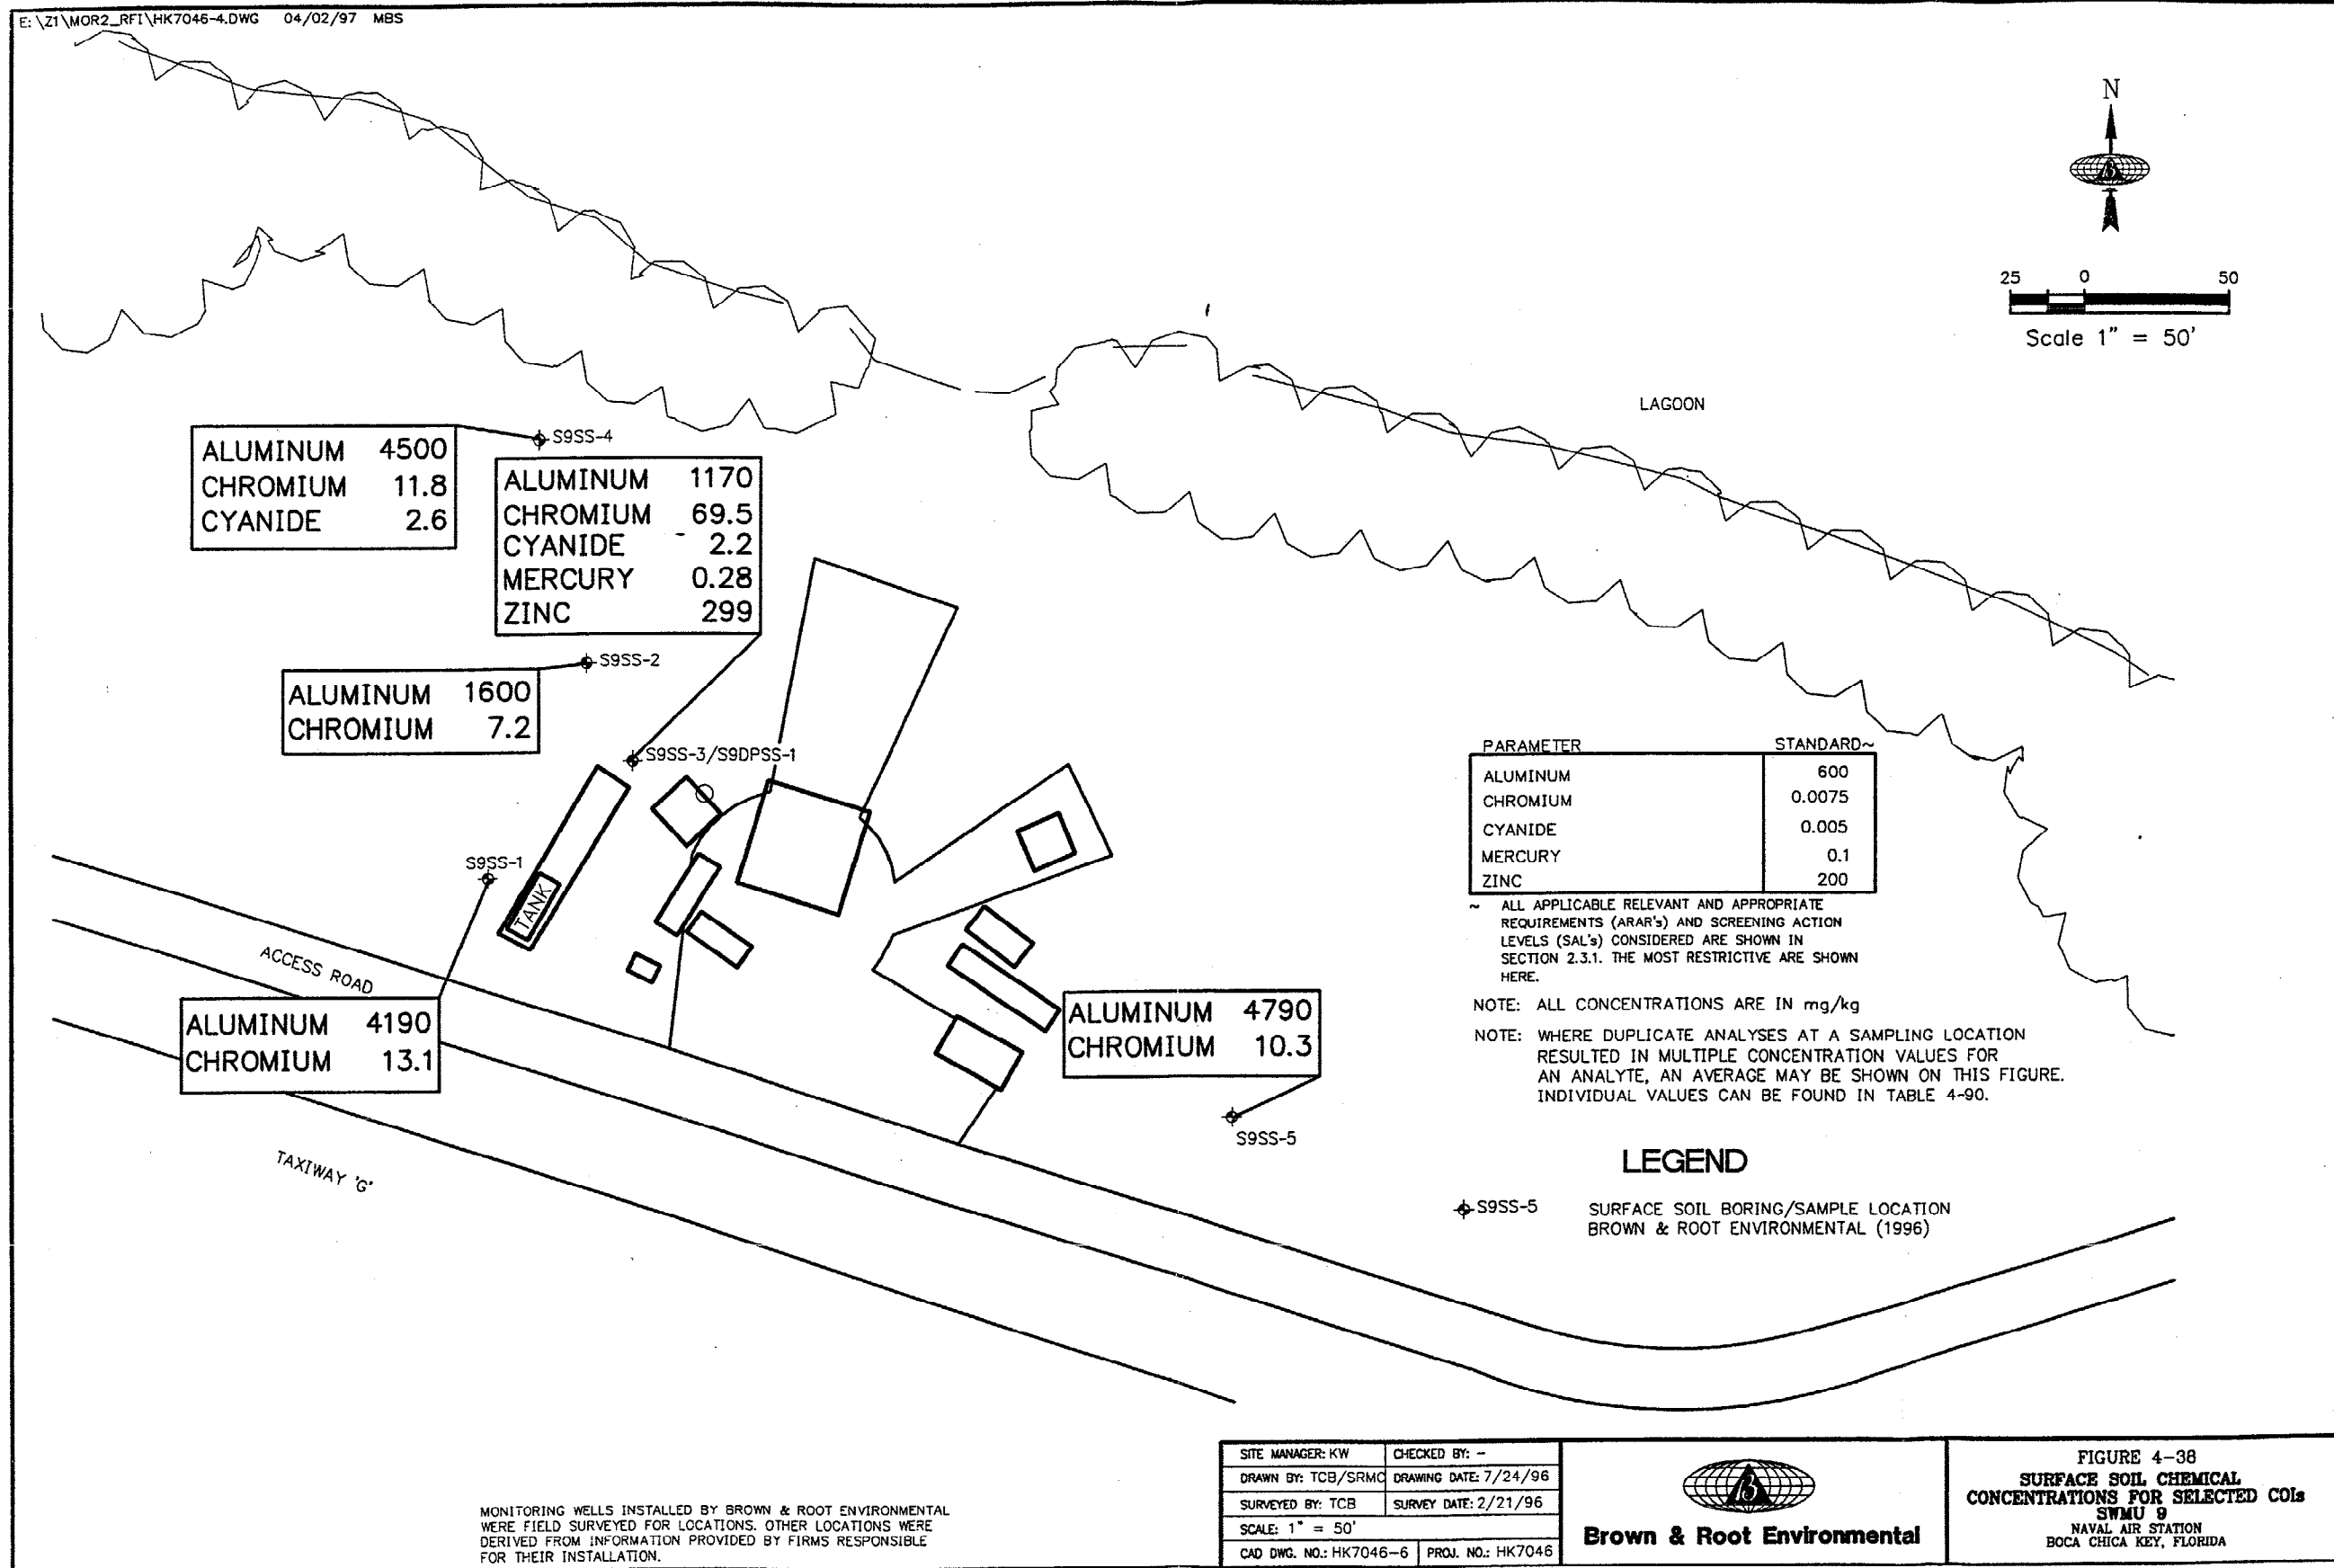 E: \Z1\MOR2_RFI\HK7046-4.DWG 04/02/97 MBS
N
25 0 50
Scale 1" = 50'
LAGOON
S9SS-4
ALUMINUM 4500
CHROMIUM 11.8
CYANIDE 2.6
ALUMINUM 1170
CHROMIUM 69.5
CYANIDE 2.2
MERCURY 0.28
ZINC 299
S9SS-2
ALUMINUM 1600
CHROMIUM 7.2
S9SS-3/S9DPSS-1
S9SS-1
TANK
ACCESS ROAD
ALUMINUM 4190
CHROMIUM 13.1
TAXIWAY 'G'
ALUMINUM 4790
CHROMIUM 10.3
S9SS-5
PARAMETER STANDARD~
ALUMINUM 600
CHROMIUM 0.0075
CYANIDE 0.005
MERCURY 0.1
ZINC 200
~ ALL APPLICABLE RELEVANT AND APPROPRIATE
REQUIREMENTS (ARAR's) AND SCREENING ACTION
LEVELS (SAL's) CONSIDERED ARE SHOWN IN
SECTION 2.3.1. THE MOST RESTRICTIVE ARE SHOWN
HERE.
NOTE: ALL CONCENTRATIONS ARE IN mg/kg
NOTE: WHERE DUPLICATE ANALYSES AT A SAMPLING LOCATION
RESULTED IN MULTIPLE CONCENTRATION VALUES FOR
AN ANALYTE, AN AVERAGE MAY BE SHOWN ON THIS FIGURE.
INDIVIDUAL VALUES CAN BE FOUND IN TABLE 4-90.
LEGEND
S9SS-5 SURFACE SOIL BORING/SAMPLE LOCATION
BROWN & ROOT ENVIRONMENTAL (1996)
MONITORING WELLS INSTALLED BY BROWN & ROOT ENVIRONMENTAL
WERE FIELD SURVEYED FOR LOCATIONS. OTHER LOCATIONS WERE
DERIVED FROM INFORMATION PROVIDED BY FIRMS RESPONSIBLE
FOR THEIR INSTALLATION.
SITE MANAGER: KW CHECKED BY: -
DRAWN BY: TCB/SRMC DRAWING DATE: 7/24/96
SURVEYED BY: TCB SURVEY DATE: 2/21/96
SCALE: 1" = 50'
CAD DWG. NO.: HK7046-6 PROJ. NO.: HK7046
Brown & Root Environmental
FIGURE 4-38
SURFACE SOIL CHEMICAL
CONCENTRATIONS FOR SELECTED COIs
SWMU 9
NAVAL AIR STATION
BOCA CHICA KEY, FLORIDA